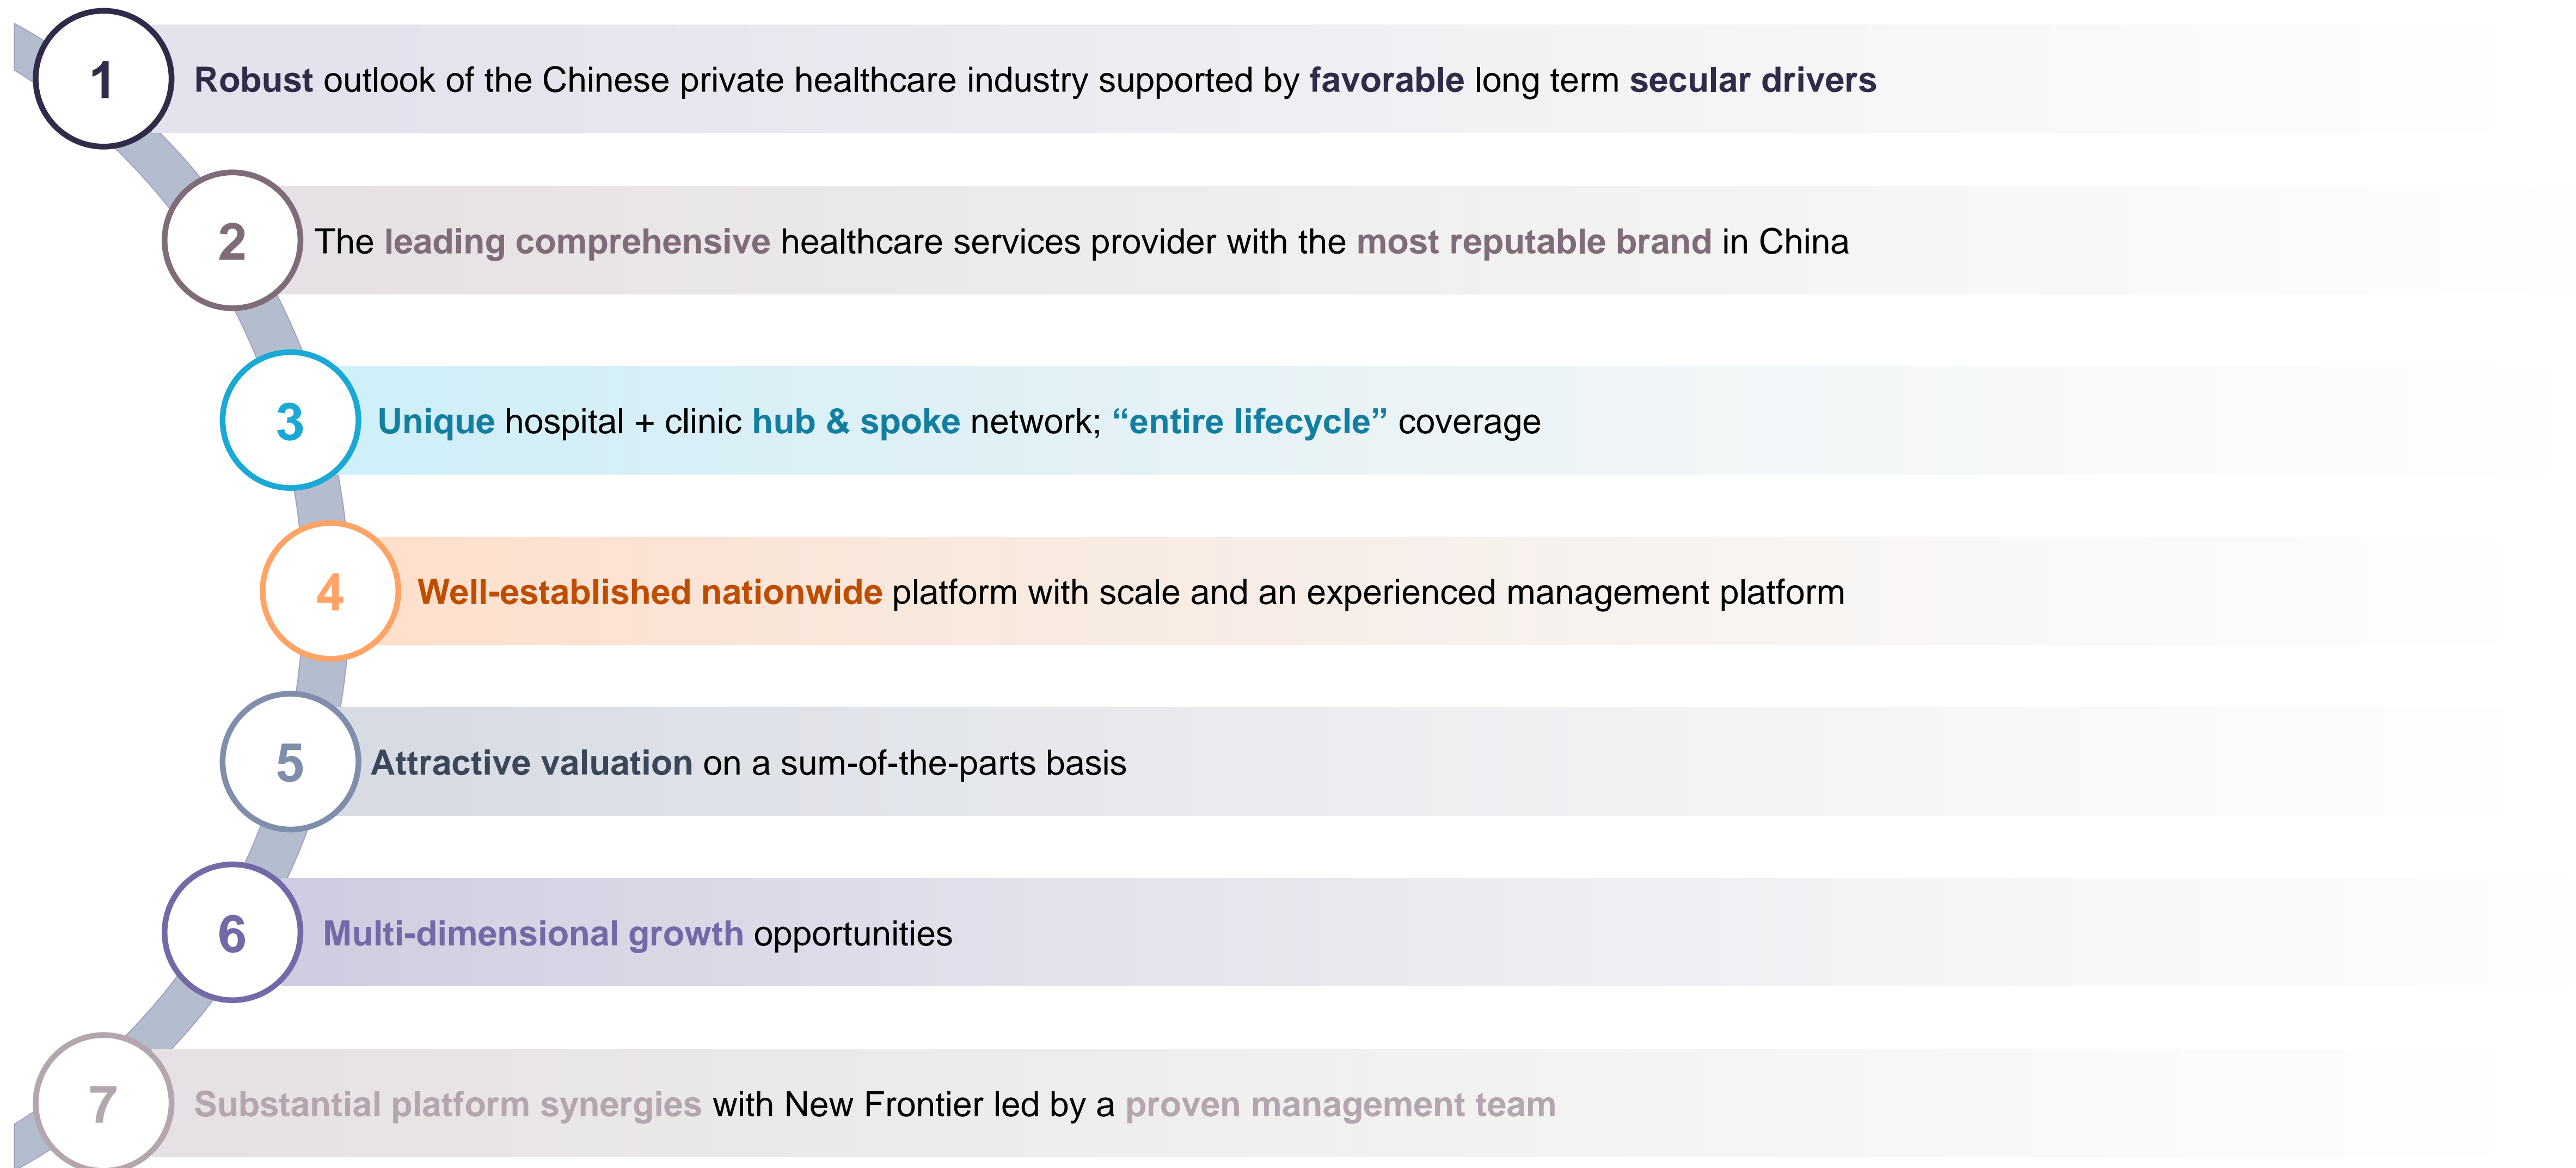 1
Robust outlook of the Chinese private healthcare industry supported by favorable long term secular drivers
2
The leading comprehensive healthcare services provider with the most reputable brand in China
3
Unique hospital + clinic hub & spoke network; “entire lifecycle” coverage
4
Well-established nationwide platform with scale and an experienced management platform
5
Attractive valuation on a sum-of-the-parts basis
6
Multi-dimensional growth opportunities
7
Substantial platform synergies with New Frontier led by a proven management team